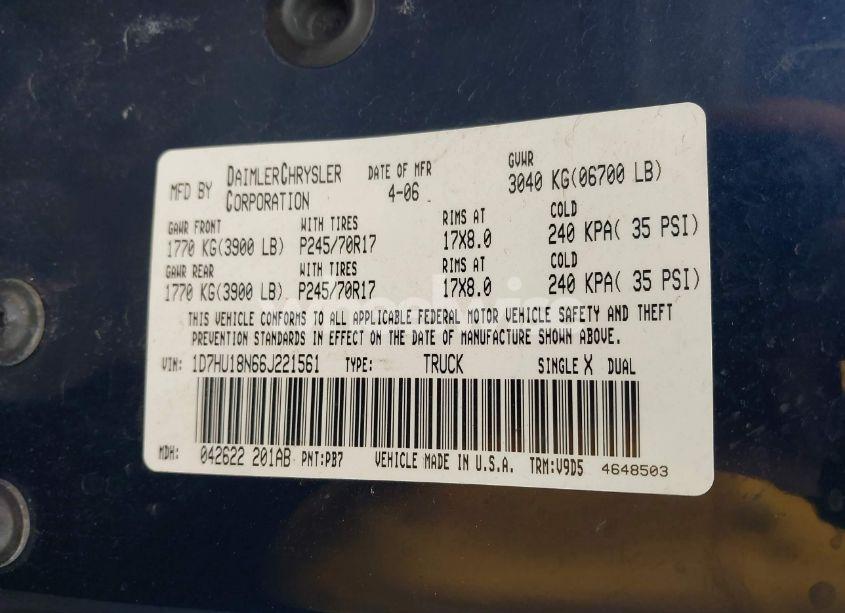 MFD BY DAIMLERCHRYSLER CORPORATION DATE OF MFR 4-06 GVWR 3040 KG(06700 LB)
GAWR FRONT WITH TIRES RIMS AT COLD
1770 KG(3900 LB) P245/70R17 17X8.0 240 KPA( 35 PSI)
GAWR REAR WITH TIRES RIMS AT COLD
1770 KG(3900 LB) P245/70R17 17X8.0 240 KPA( 35 PSI)
THIS VEHICLE CONFORMS TO ALL APPLICABLE FEDERAL MOTOR VEHICLE SAFETY AND THEFT
PREVENTION STANDARDS IN EFFECT ON THE DATE OF MANUFACTURE SHOWN ABOVE.
VIN: 1D7HU18N66J221561 TYPE: TRUCK SINGLE X DUAL
MDH: 042622 201AB PNT:PB7 VEHICLE MADE IN U.S.A. TRM:V9D5 4648503